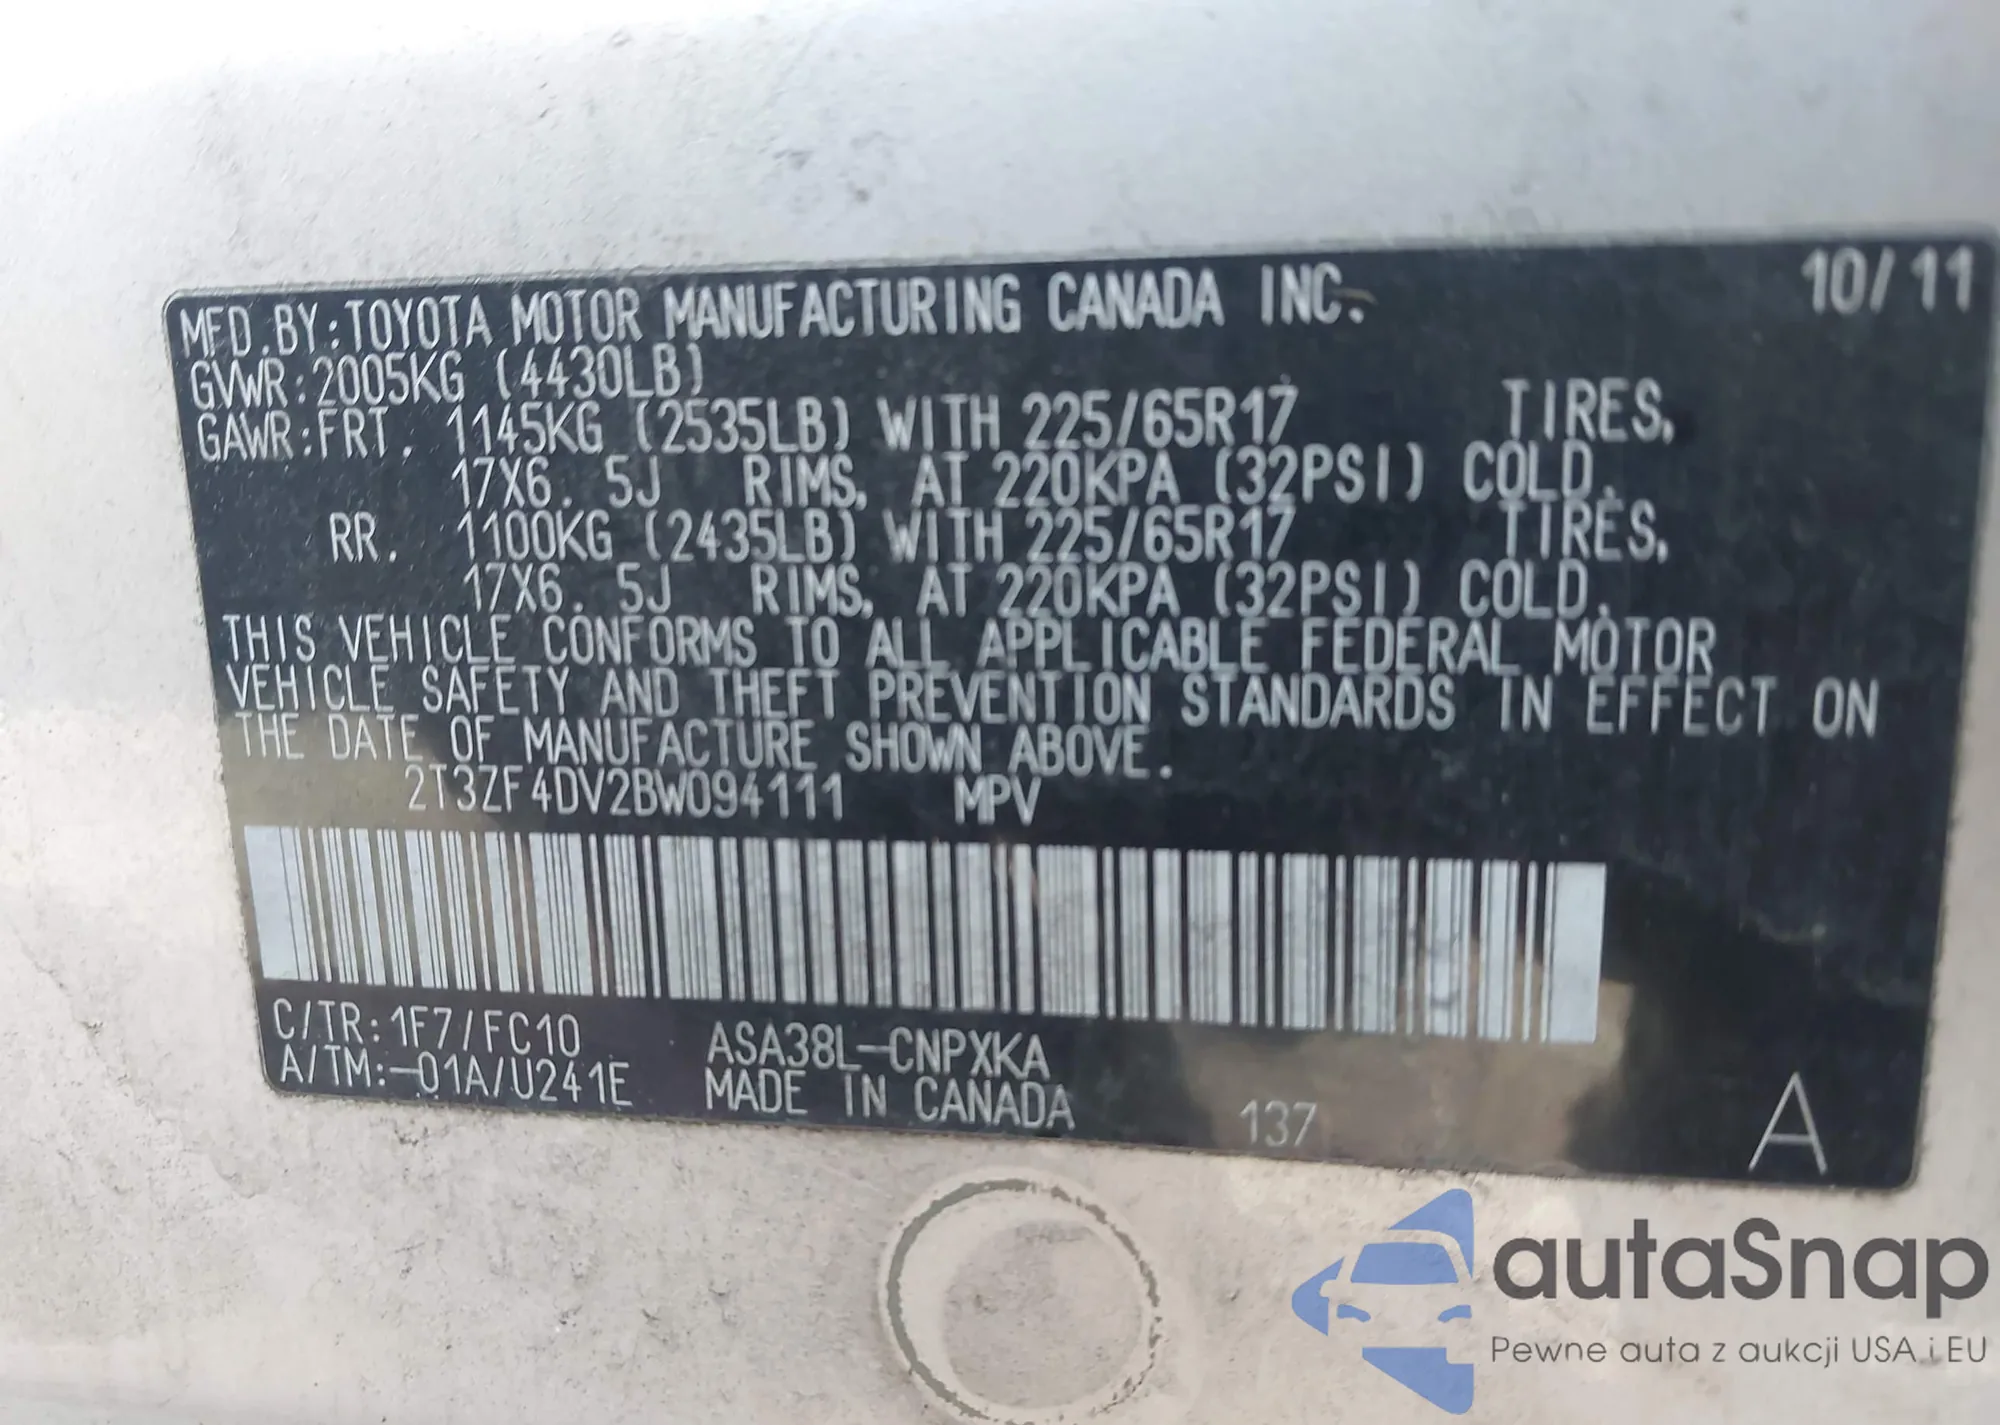 10/11
MFD.BY:TOYOTA MOTOR MANUFACTURING CANADA INC.
GVWR:2005KG (4430LB)
GAWR:FRT. 1145KG (2535LB) WITH 225/65R17 TIRES,
17X6.5J RIMS, AT 220KPA (32PSI) COLD.
RR. 1100KG (2435LB) WITH 225/65R17 TIRES,
17X6.5J RIMS, AT 220KPA (32PSI) COLD.
THIS VEHICLE CONFORMS TO ALL APPLICABLE FEDERAL MOTOR
VEHICLE SAFETY AND THEFT PREVENTION STANDARDS IN EFFECT ON
THE DATE OF MANUFACTURE SHOWN ABOVE.
2T3ZF4DV2BW094111 MPV
C/TR:1F7/FC10 ASA38L-CNPXKA
A/TM:-01A/U241E MADE IN CANADA
137 A
autaSnap
Pewne auta z aukcji USA i EU